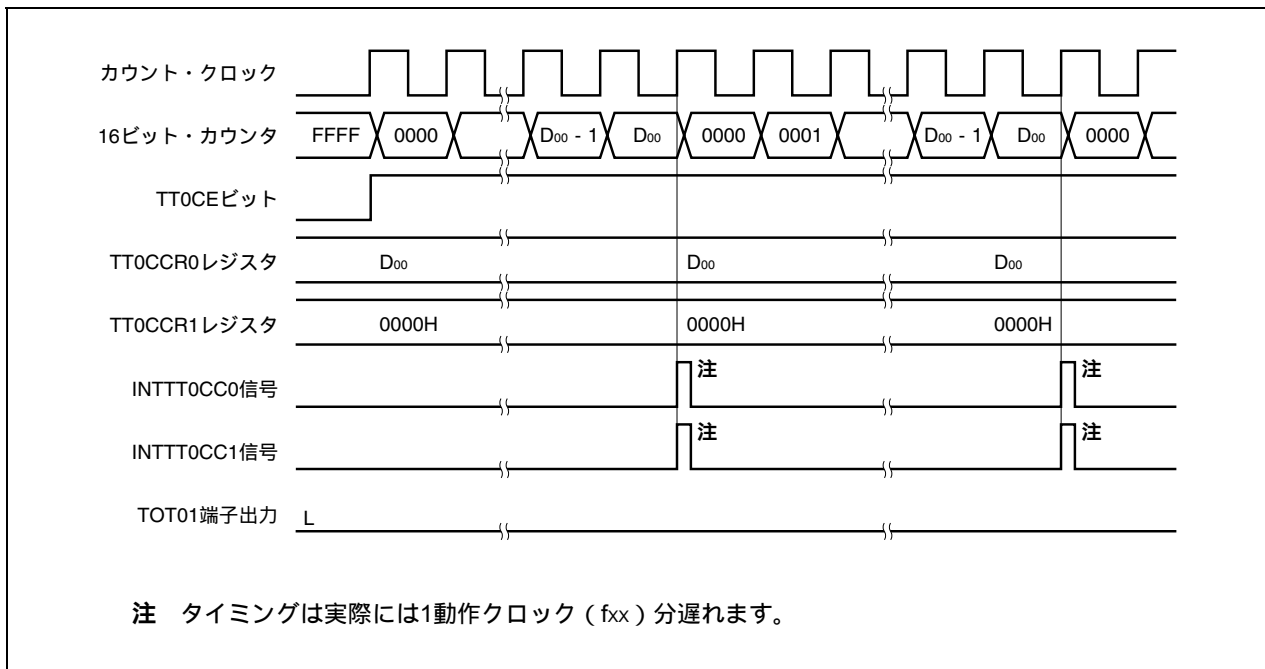 カウント・クロック
16ビット・カウンタ FFFF 0000 D00 - 1 D00 0000 0001 D00 - 1 D00 0000
TT0CEビット
TT0CCR0レジスタ D00 D00 D00
TT0CCR1レジスタ 0000H 0000H 0000H
INTTT0CC0信号 注 注
INTTT0CC1信号 注 注
TOT01端子出力 L
注 タイミングは実際には1動作クロック（fXX）分遅れます。